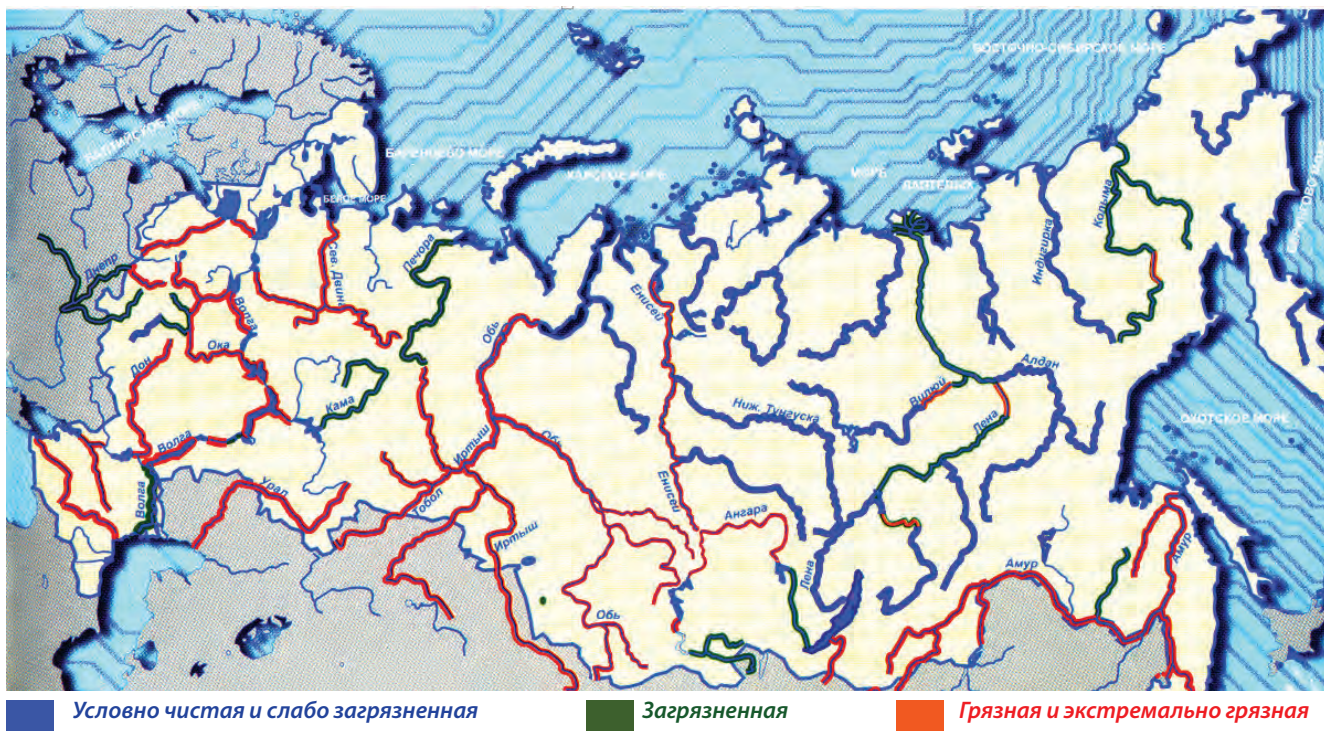 ВОСТОЧНО-СИБИРСКОЕ МОРЕ
БАЛТИЙСКОЕ МОРЕ
БАРЕНЦЕВО МОРЕ
КАРСКОЕ МОРЕ
МОРЕ
ЛАПТЕВЫХ
БЕЛОЕ МОРЕ
Колыма
Индигирка
Печора
Сев. Двина
Днепр
Енисей
Волга
Обь
Ока
Дон
Алдан
Вилюй
Ниж. Тунгуска
Кама
Лена
ОХОТСКОЕ МОРЕ
Волга
Иртыш
Обь
Енисей
Урал
Волга
Тобол
Иртыш
Ангара
Лена
Амур
Амур
Обь
Условно чистая и слабо загрязненная
Загрязненная
Грязная и экстремально грязная